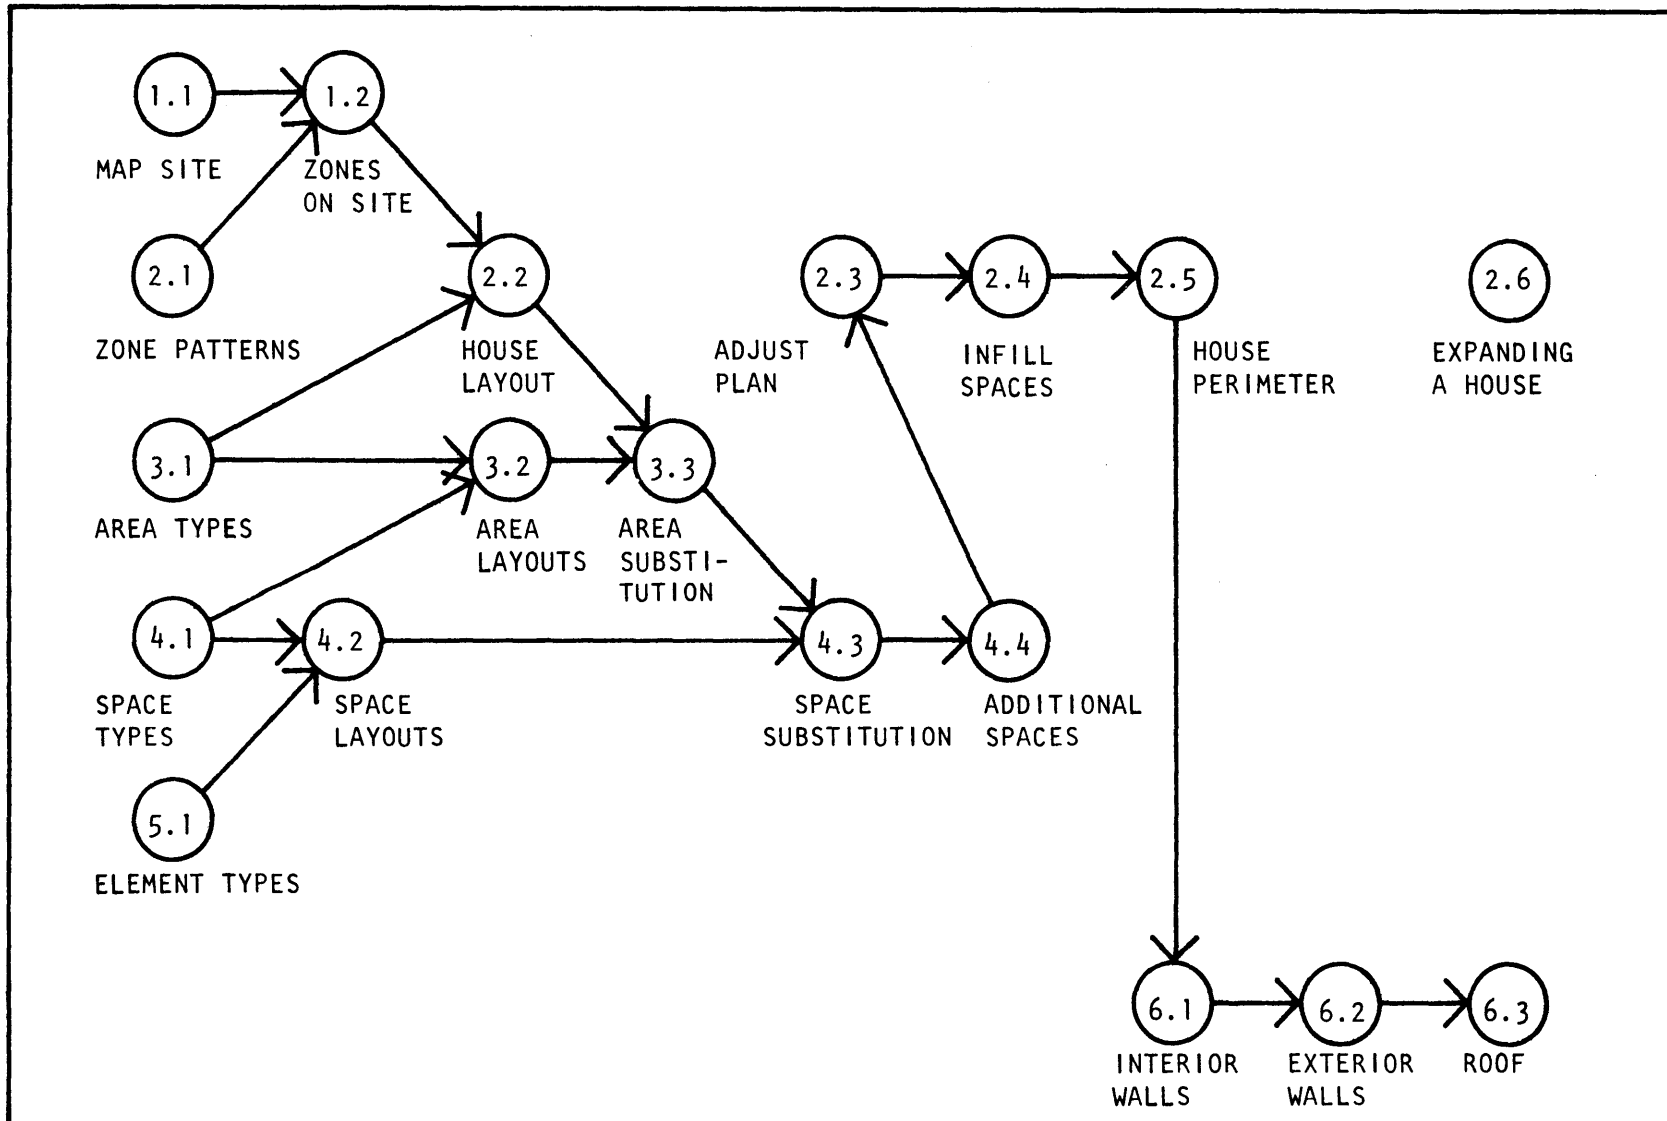 1.1
1.2
MAP SITE
ZONES
ON SITE
2.1
2.2
2.3
2.4
2.5
2.6
ZONE PATTERNS
HOUSE
LAYOUT
ADJUST
PLAN
INFILL
SPACES
HOUSE
PERIMETER
EXPANDING
A HOUSE
3.1
3.2
3.3
AREA TYPES
AREA
LAYOUTS
AREA
SUBSTI-
TUTION
4.1
4.2
4.3
4.4
SPACE
TYPES
SPACE
LAYOUTS
SPACE
SUBSTITUTION
ADDITIONAL
SPACES
5.1
ELEMENT TYPES
6.1
6.2
6.3
INTERIOR
WALLS
EXTERIOR
WALLS
ROOF